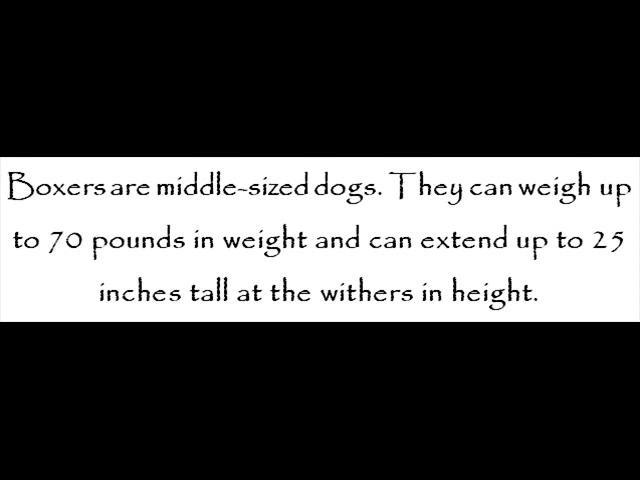 Boxers are middle-sized dogs. They can weigh up
to 70 pounds in weight and can extend up to 25
inches tall at the withers in height.